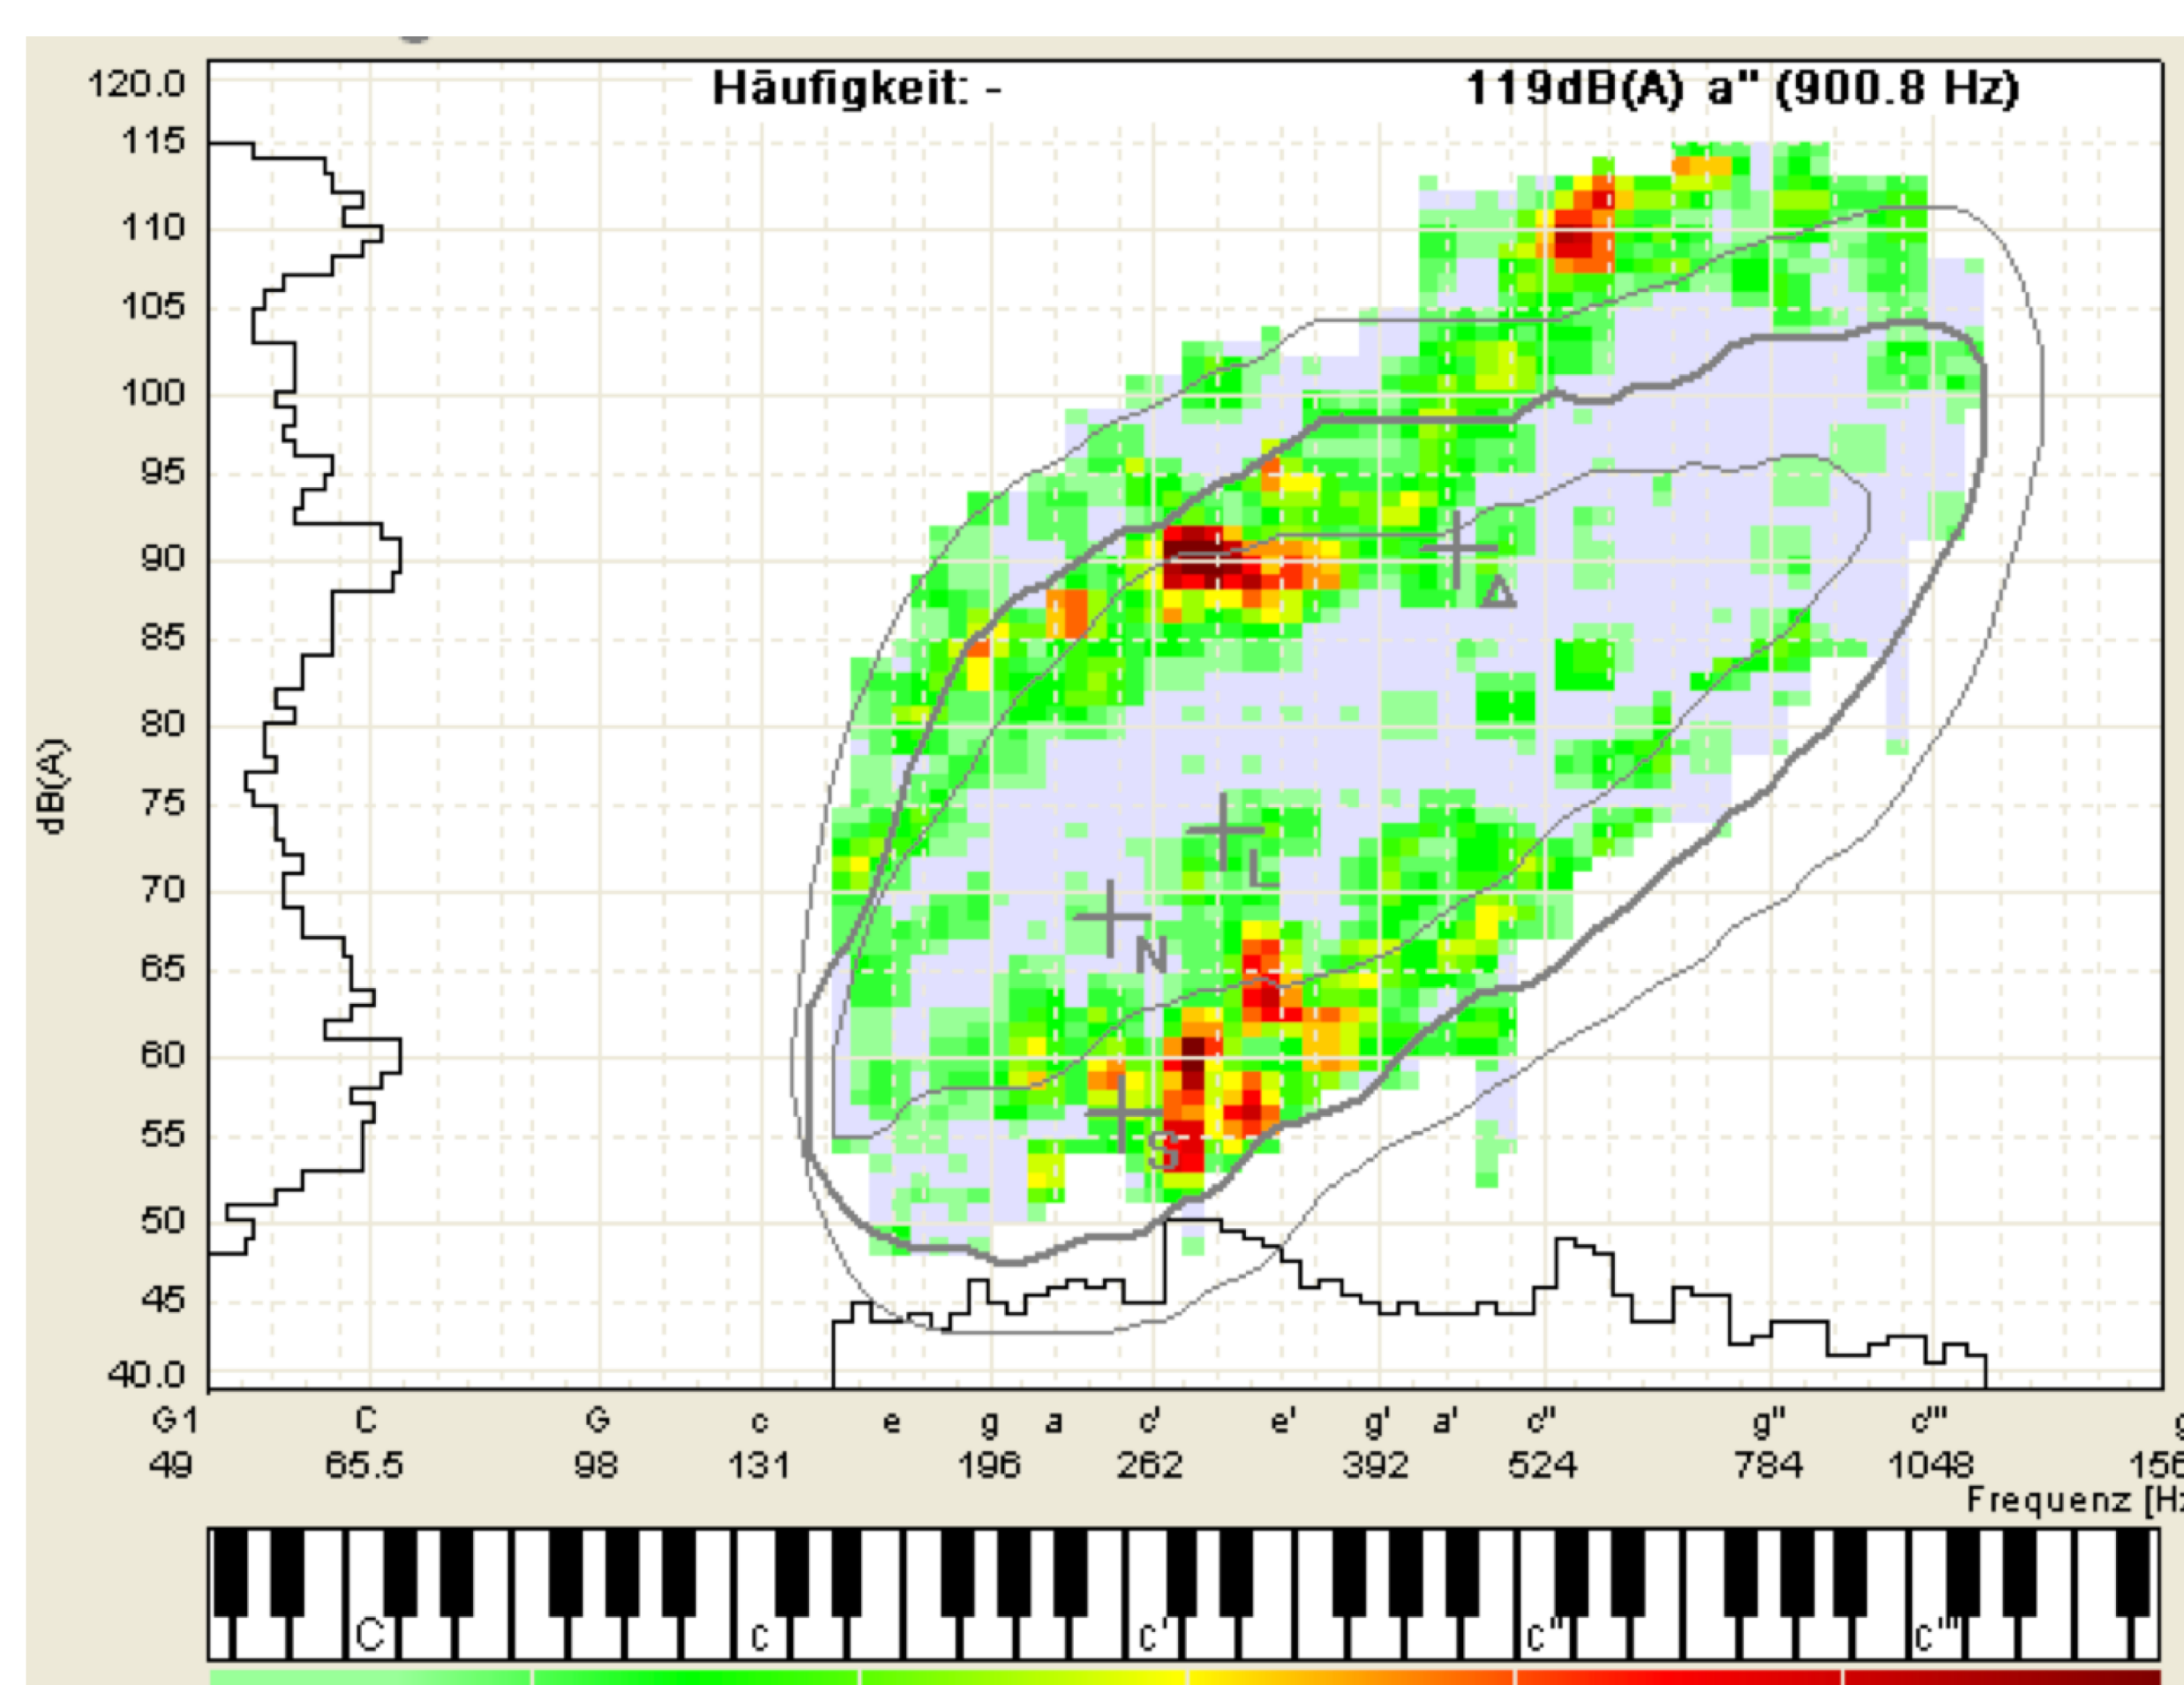 Häufigkeit: - 119dB(A) a" (900.8 Hz)
120.0
115
110
105
100
95
90
85
80
75
70
65
60
55
50
45
40.0
dB(A)
Δ
L
N
S
G1 C G c e g a c' e' g' a' c" g" c'" g
49 65.5 98 131 196 262 392 524 784 1048 156
Frequenz [Hz
C c c' c" c'"